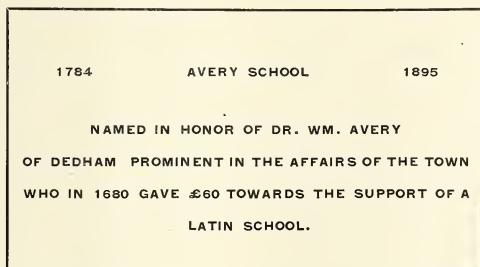 1784 AVERY SCHOOL 1895
NAMED IN HONOR OF DR. WM. AVERY
OF DEDHAM PROMINENT IN THE AFFAIRS OF THE TOWN
WHO IN 1680 GAVE £60 TOWARDS THE SUPPORT OF A
LATIN SCHOOL.